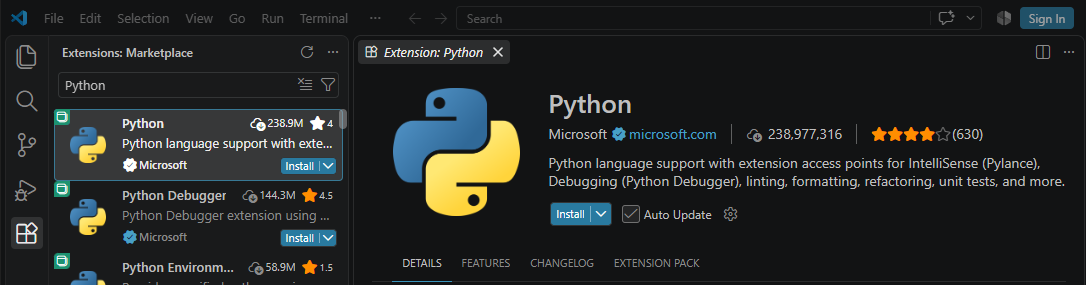 File Edit Selection Go Run Terminal ··· Search Sign In
Extensions: Marketplace
Python
Python 238.9M 4
Python language support with exte...
Microsoft Install
Python Debugger 144.3M 4.5
Python Debugger extension using ...
Microsoft Install
Python Environm... 58.9M 1.5
Extension: Python
Python
Microsoft microsoft.com 238,977,316 (630)
Python language support with extension access points for IntelliSense (Pylance),
Debugging (Python Debugger), linting, formatting, refactoring, unit tests, and more.
Install Auto Update
DETAILS FEATURES CHANGELOG EXTENSION PACK